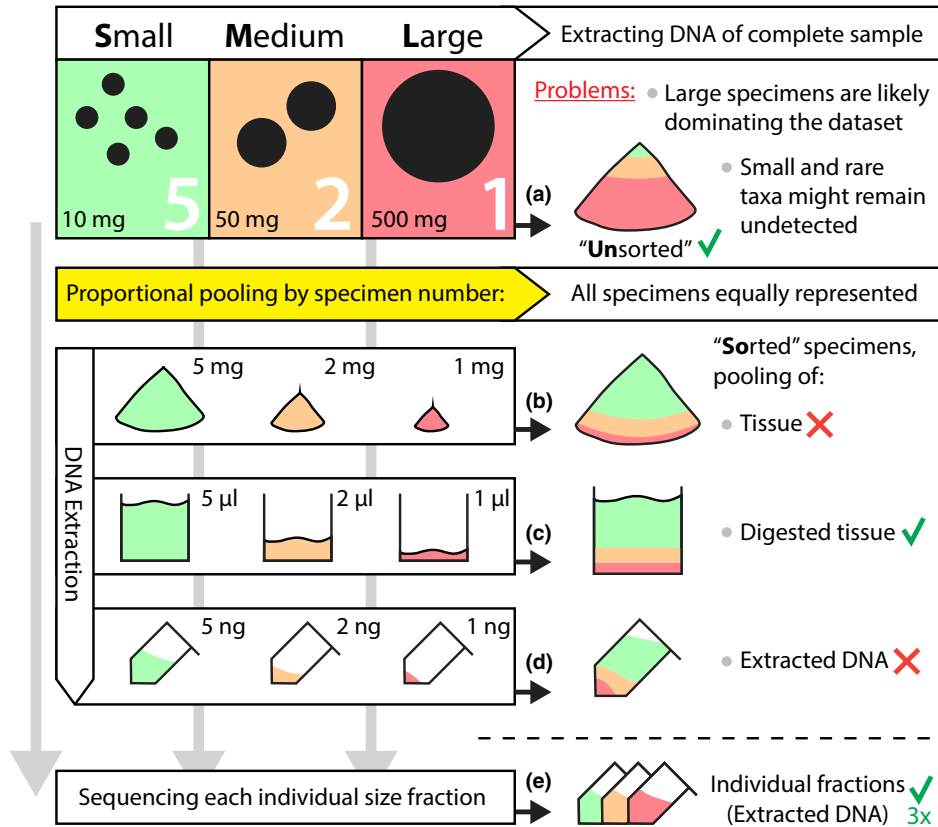 Small
Medium
Large
Extracting DNA of complete sample
Problems:
Large specimens are likely
dominating the dataset
Small and rare
taxa might remain
undetected
10 mg
5
50 mg
2
500 mg
1
(a)
"Unsorted"
Proportional pooling by specimen number:
All specimens equally represented
DNA Extraction
5 mg
2 mg
1 mg
(b)
"Sorted" specimens,
pooling of:
Tissue
5 µl
2 µl
1 µl
(c)
Digested tissue
5 ng
2 ng
1 ng
(d)
Extracted DNA
Sequencing each individual size fraction
(e)
Individual fractions
(Extracted DNA)
3x